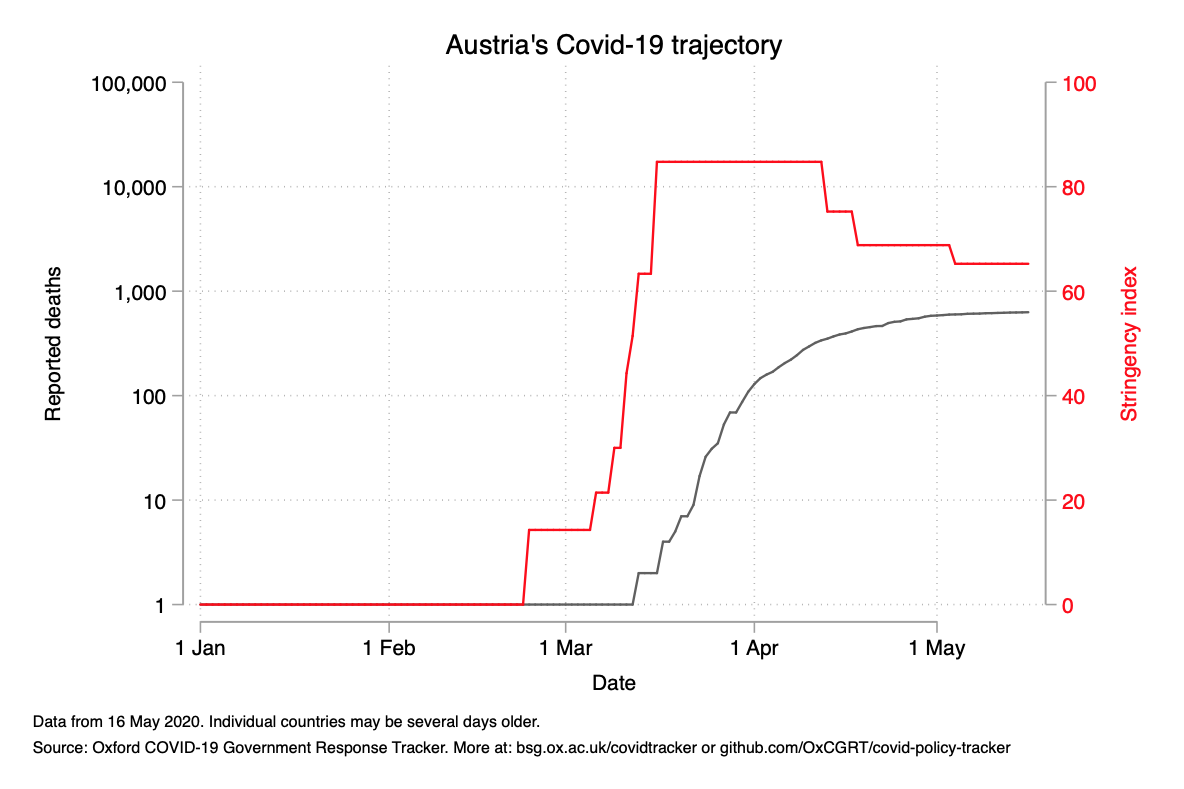 Austria's Covid-19 trajectory
100,000
10,000
1,000
100
10
1
Reported deaths
100
80
60
40
20
0
Stringency index
1 Jan
1 Feb
1 Mar
1 Apr
1 May
Date
Data from 16 May 2020. Individual countries may be several days older.
Source: Oxford COVID-19 Government Response Tracker. More at: bsg.ox.ac.uk/covidtracker or github.com/OxCGRT/covid-policy-tracker